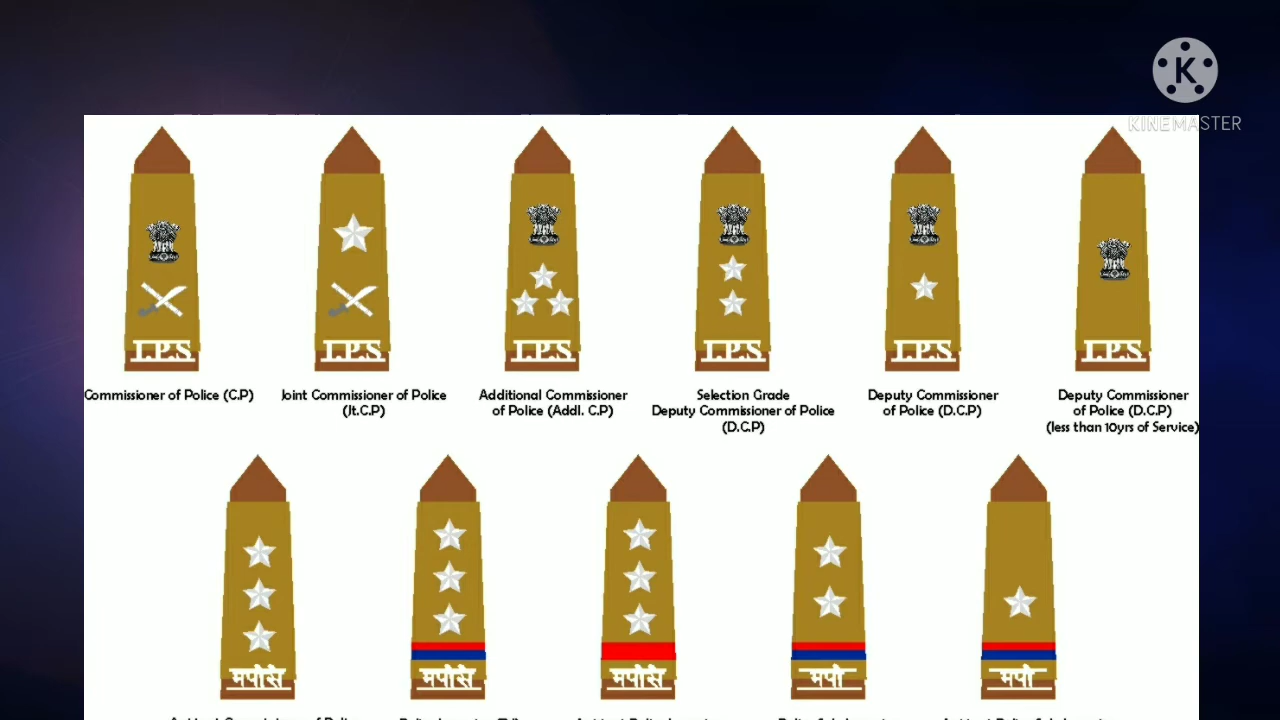 K
KINEMASTER
I.P.S
I.P.S
I.P.S
I.P.S
I.P.S
I.P.S
Commissioner of Police (C.P)
Joint Commissioner of Police
(Jt.C.P)
Additional Commissioner
of Police (Addl. C.P)
Selection Grade
Deputy Commissioner of Police
(D.C.P)
Deputy Commissioner
of Police (D.C.P)
Deputy Commissioner
of Police (D.C.P)
(less than 10yrs of Service)
मपोसे
मपोसे
मपोसे
मपो
मपो